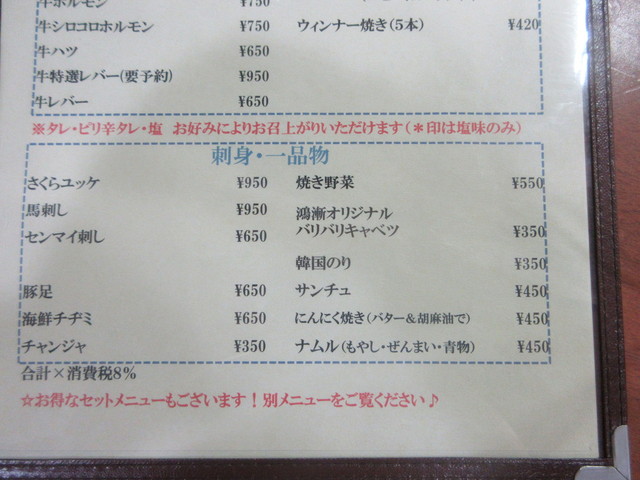 牛ホルモン ¥750
牛シロコロホルモン ¥750 ウィンナー焼き(5本) ¥420
牛ハツ ¥650
牛特選レバー(要予約) ¥950
牛レバー ¥650
※タレ・ピリ辛タレ・塩 お好みによりお召上がりいただけます(*印は塩味のみ)
刺身・一品物
さくらユッケ ¥950 焼き野菜 ¥550
馬刺し ¥950 鴻漸オリジナル
センマイ刺し ¥650 バリバリキャベツ ¥350
韓国のり ¥350
豚足 ¥650 サンチュ ¥450
海鮮チヂミ ¥650 にんにく焼き(バター&胡麻油で) ¥450
チャンジャ ¥350 ナムル(もやし・ぜんまい・青物) ¥450
合計×消費税8%
☆お得なセットメニューもございます!別メニューをご覧ください♪